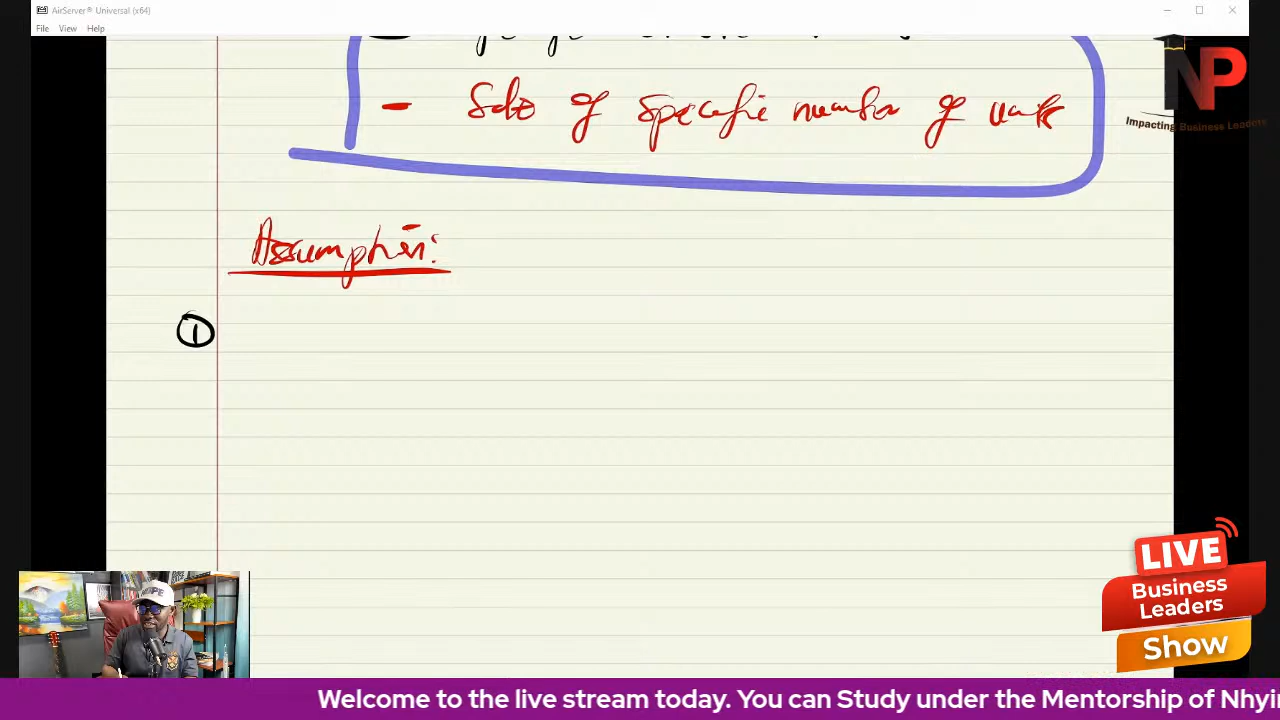 AirServer® Universal (x64)
File View Help
- Sale of specific number of units
NP
Impacting Business Leaders
Assumption:
1
LIVE
Business
Leaders
Show
Welcome to the live stream today. You can Study under the Mentorship of Nhyi